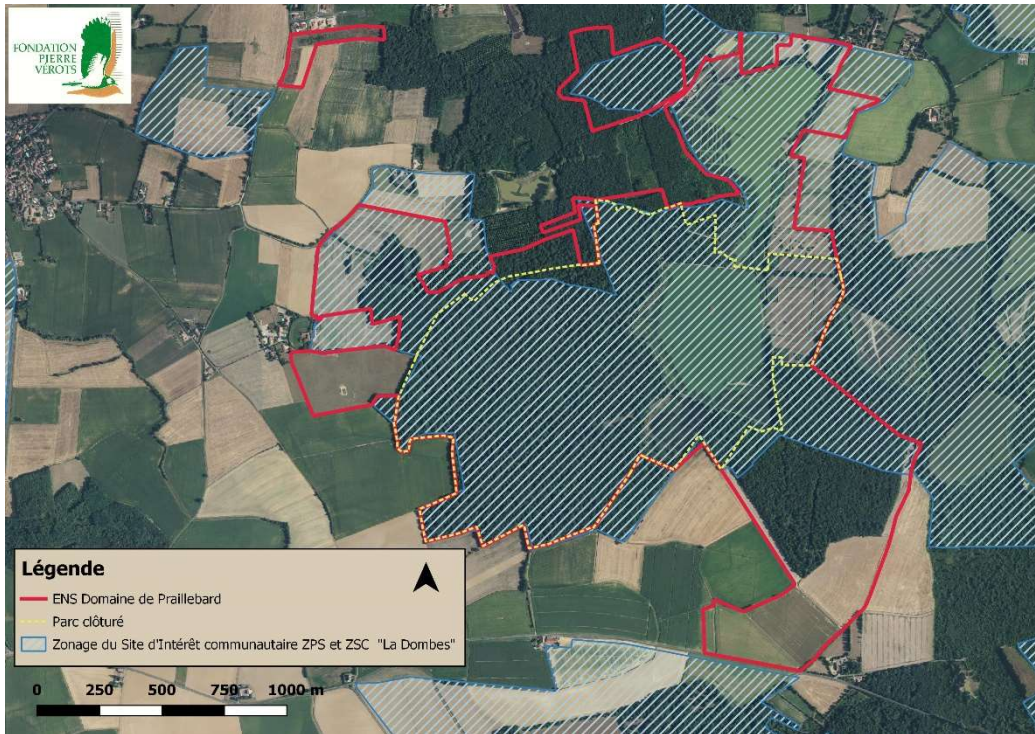 FONDATION
PIERRE
VÉROTS
Légende
ENS Domaine de Praillebard
Parc clôturé
Zonage du Site d'Intérêt communautaire ZPS et ZSC "La Dombes"
0 250 500 750 1000 m